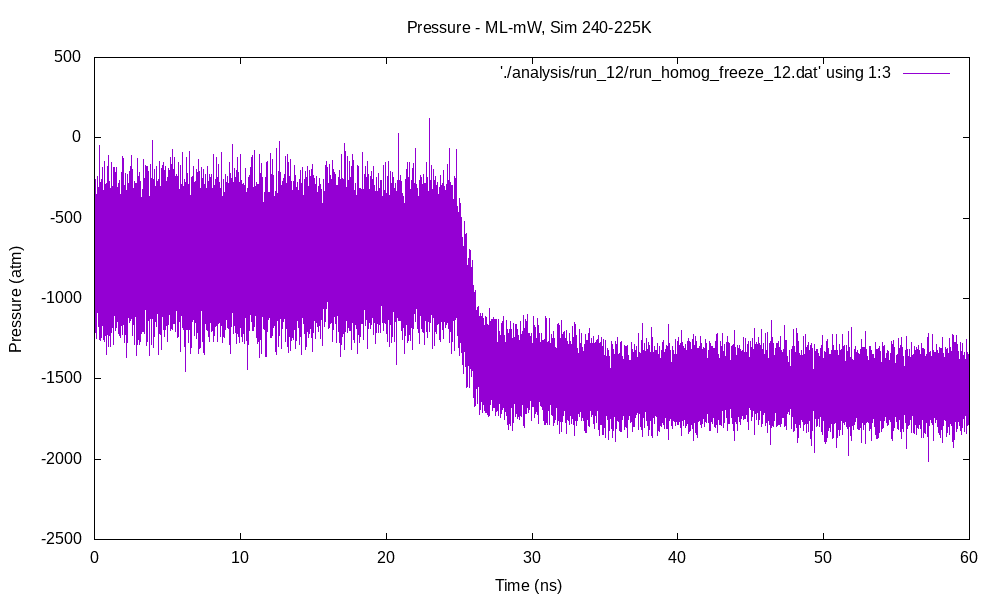 Pressure - ML-mW, Sim 240-225K
'./analysis/run_12/run_homog_freeze_12.dat' using 1:3
500
0
-500
-1000
-1500
-2000
-2500
Pressure (atm)
0 10 20 30 40 50 60
Time (ns)